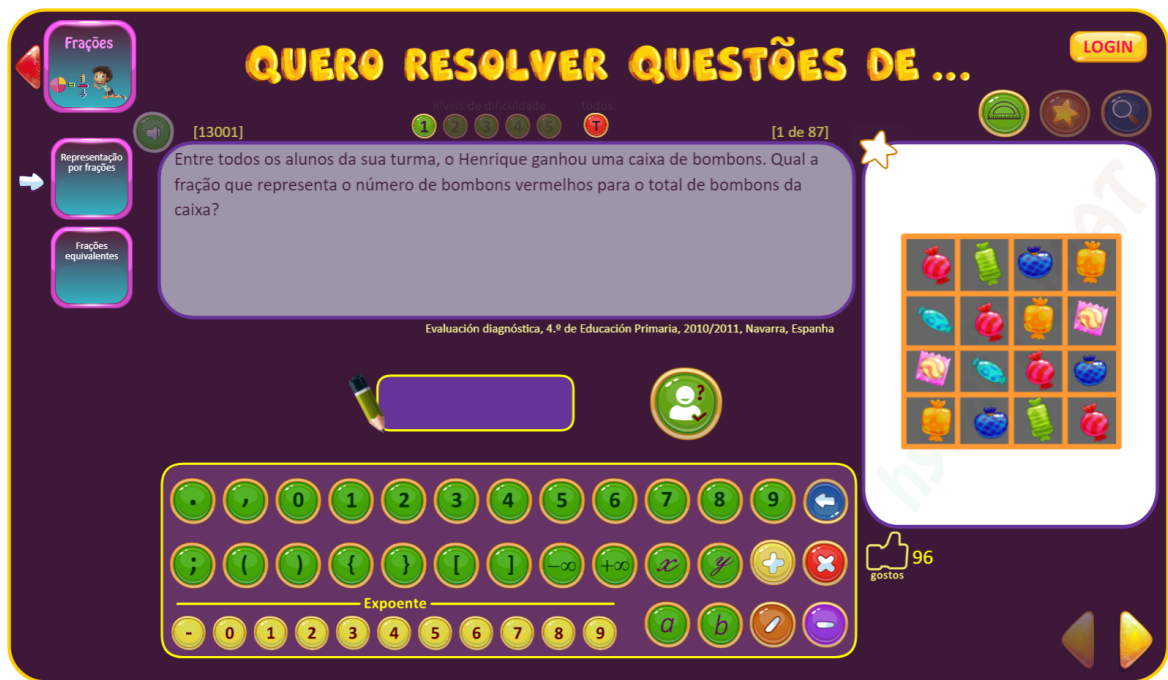 Frações
QUERO RESOLVER QUESTÕES DE ...
LOGIN
níveis de dificuldade
todos
[13001]
1 2 3 4 5 T
[1 de 87]
Representação
por frações
Entre todos os alunos da sua turma, o Henrique ganhou uma caixa de bombons. Qual a
fração que representa o número de bombons vermelhos para o total de bombons da
caixa?
Frações
equivalentes
Evaluación diagnóstica, 4.º de Educación Primaria, 2010/2011, Navarra, Espanha
. , 0 1 2 3 4 5 6 7 8 9
; ( ) { } [ ] −∞ +∞ x y
Expoente
- 0 1 2 3 4 5 6 7 8 9
a b
96
gostos